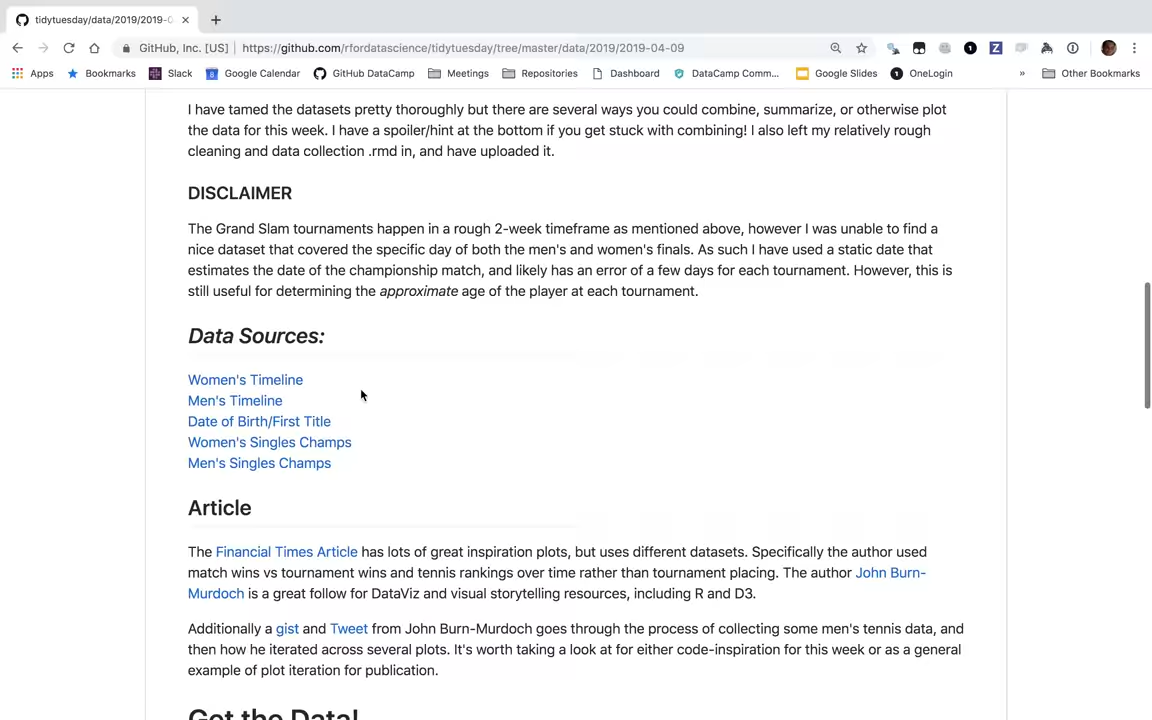 tidytuesday/data/2019/2019-0
GitHub, Inc. [US] https://github.com/rfordatascience/tidytuesday/tree/master/data/2019/2019-04-09
Apps Bookmarks Slack Google Calendar GitHub DataCamp Meetings Repositories Dashboard DataCamp Comm... Google Slides OneLogin » Other Bookmarks
I have tamed the datasets pretty thoroughly but there are several ways you could combine, summarize, or otherwise plot
the data for this week. I have a spoiler/hint at the bottom if you get stuck with combining! I also left my relatively rough
cleaning and data collection .rmd in, and have uploaded it.
DISCLAIMER
The Grand Slam tournaments happen in a rough 2-week timeframe as mentioned above, however I was unable to find a
nice dataset that covered the specific day of both the men's and women's finals. As such I have used a static date that
estimates the date of the championship match, and likely has an error of a few days for each tournament. However, this is
still useful for determining the approximate age of the player at each tournament.
Data Sources:
Women's Timeline
Men's Timeline
Date of Birth/First Title
Women's Singles Champs
Men's Singles Champs
Article
The Financial Times Article has lots of great inspiration plots, but uses different datasets. Specifically the author used
match wins vs tournament wins and tennis rankings over time rather than tournament placing. The author John Burn-
Murdoch is a great follow for DataViz and visual storytelling resources, including R and D3.
Additionally a gist and Tweet from John Burn-Murdoch goes through the process of collecting some men's tennis data, and
then how he iterated across several plots. It's worth taking a look at for either code-inspiration for this week or as a general
example of plot iteration for publication.
Get the Data!